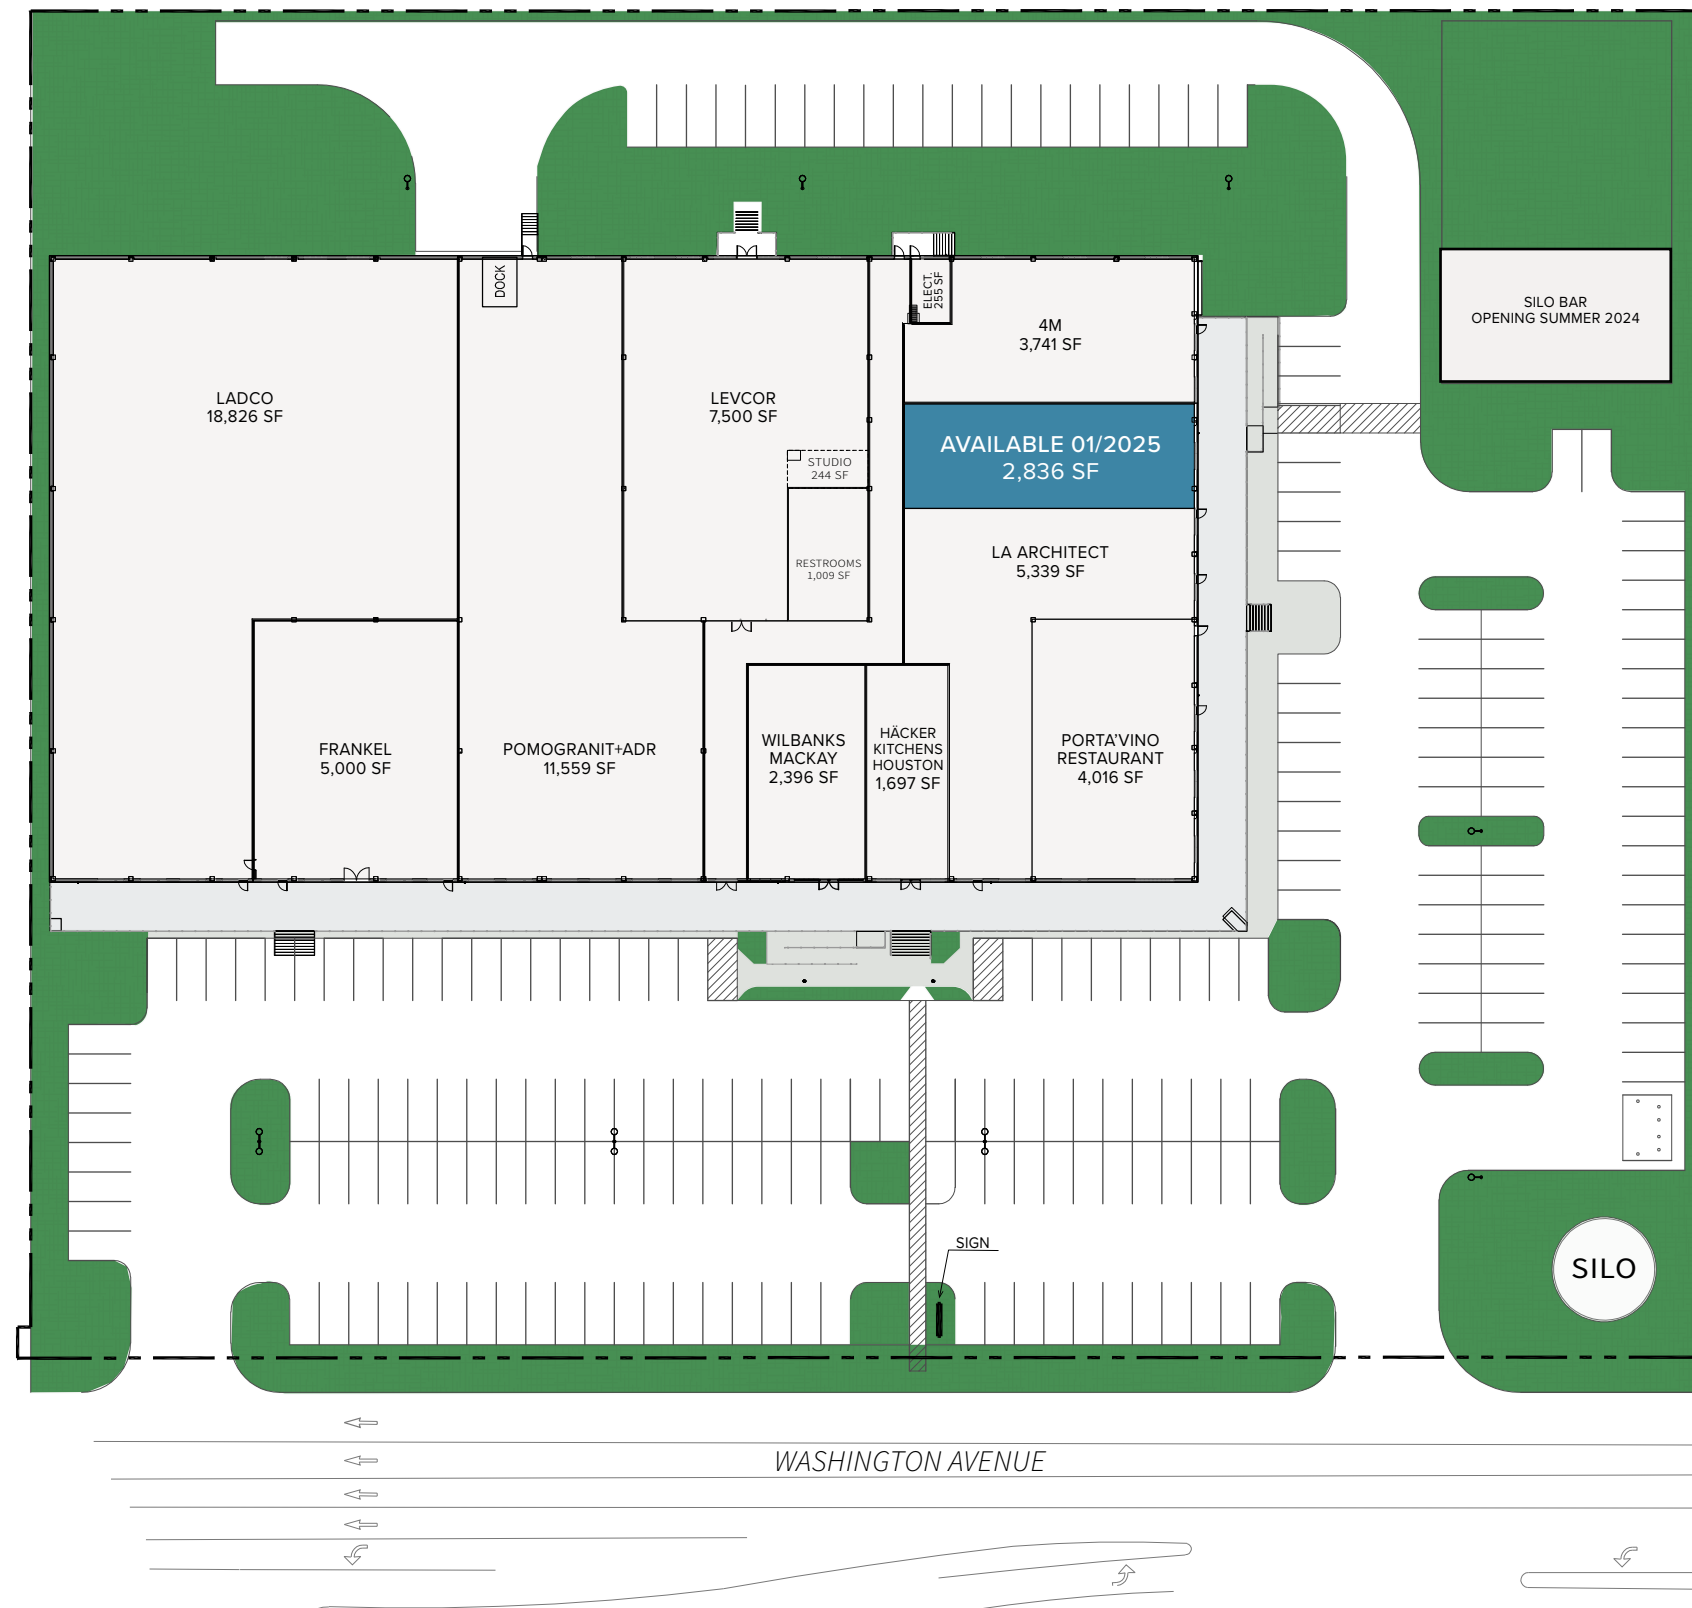 DOCK
ELECT.
255 SF
SILO BAR
OPENING SUMMER 2024
4M
3,741 SF
LADCO
18,826 SF
LEVCOR
7,500 SF
AVAILABLE 01/2025
2,836 SF
STUDIO
244 SF
RESTROOMS
1,009 SF
LA ARCHITECT
5,339 SF
FRANKEL
5,000 SF
POMOGRANIT+ADR
11,559 SF
WILBANKS
MACKAY
2,396 SF
HÄCKER
KITCHENS
HOUSTON
1,697 SF
PORTA'VINO
RESTAURANT
4,016 SF
SIGN
SILO
WASHINGTON AVENUE